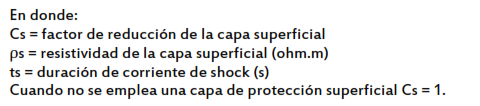 En donde:
Cs = factor de reducción de la capa superficial
ρs = resistividad de la capa superficial (ohm.m)
ts = duración de corriente de shock (s)
Cuando no se emplea una capa de protección superficial Cs = 1.